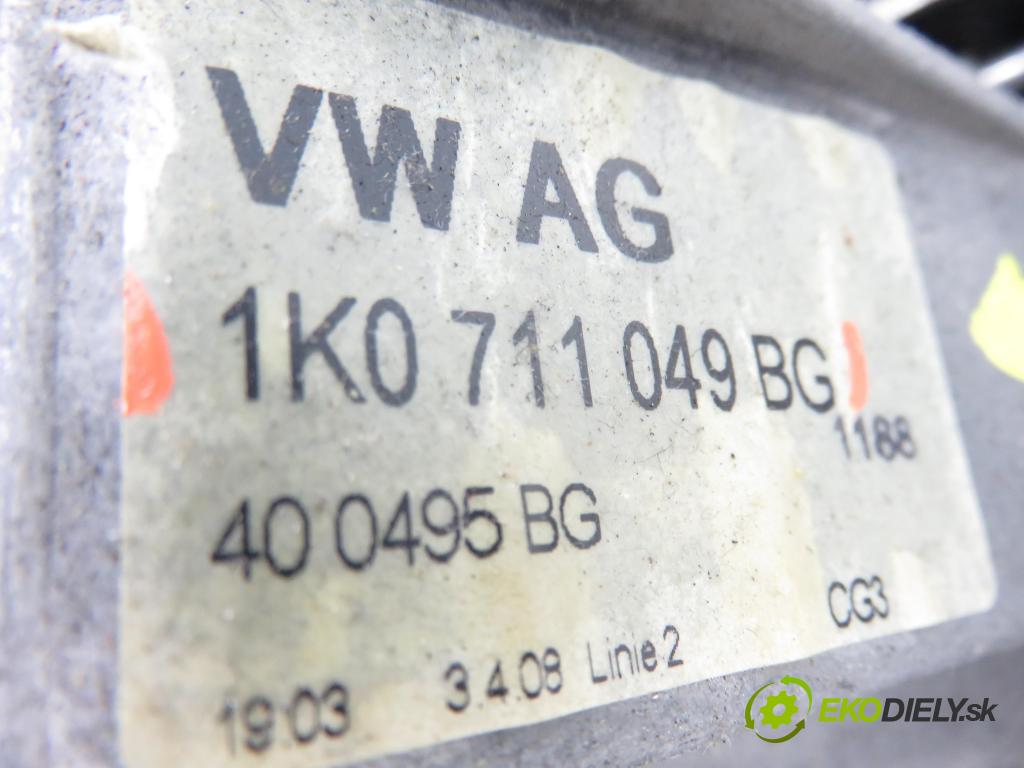 VW AG
1K0 711 049 BG
1188
40 0495 BG
CG3
19:03 3.4.08 Linie 2
EKODIELY.sk